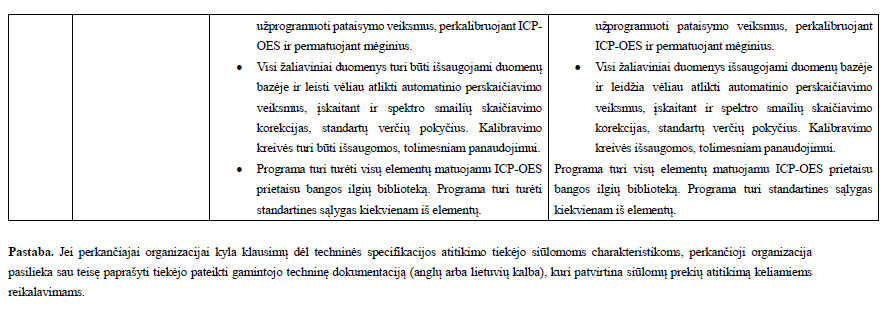 užprogramuoti pataisymo veiksmus, perkalibruojant ICP-
OES ir permatuojant mėginius.
• Visi žaliaviniai duomenys turi būti išsaugojami duomenų
bazėje ir leisti vėliau atlikti automatinio perskaičiavimo
veiksmus, įskaitant ir spektro smailių skaičiavimo
korekcijas, standartų verčių pokyčius. Kalibravimo
kreivės turi būti išsaugomos, tolimesniam panaudojimui.
• Programa turi turėti visų elementų matuojamu ICP-OES
prietaisu bangos ilgių biblioteką. Programa turi turėti
standartines sąlygas kiekvienam iš elementų.
užprogramuoti pataisymo veiksmus, perkalibruojant
ICP-OES ir permatuojant mėginius.
• Visi žaliaviniai duomenys išsaugojami duomenų bazėje
ir leidžia vėliau atlikti automatinio perskaičiavimo
veiksmus, įskaitant ir spektro smailių skaičiavimo
korekcijas, standartų verčių pokyčius. Kalibravimo
kreivės išsaugomos, tolimesniam panaudojimui.
Programa turi visų elementų matuojamu ICP-OES prietaisu
bangos ilgių biblioteką. Programa turi standartines sąlygas
kiekvienam iš elementų.
Pastaba. Jei perkančiajai organizacijai kyla klausimų dėl techninės specifikacijos atitikimo tiekėjo siūlomoms charakteristikoms, perkančioji organizacija
pasilieka sau teisę paprašyti tiekėjo pateikti gamintojo techninę dokumentaciją (anglų arba lietuvių kalba), kuri patvirtina siūlomų prekių atitikimą keliamiems
reikalavimams.